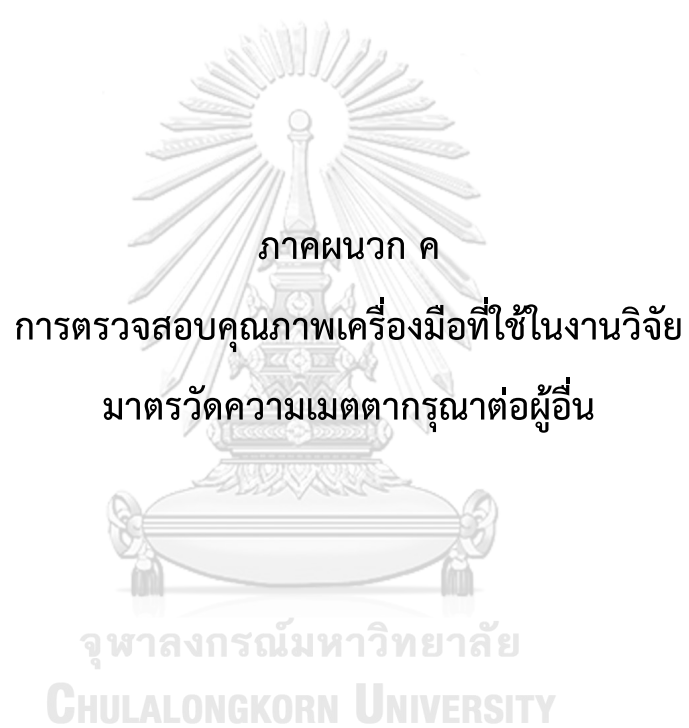 ภาคผนวก ค
การตรวจสอบคุณภาพเครื่องมือที่ใช้ในงานวิจัย
มาตรวัดความเมตตากรุณาต่อผู้อื่น
จุฬาลงกรณ์มหาวิทยาลัย
CHULALONGKORN UNIVERSITY